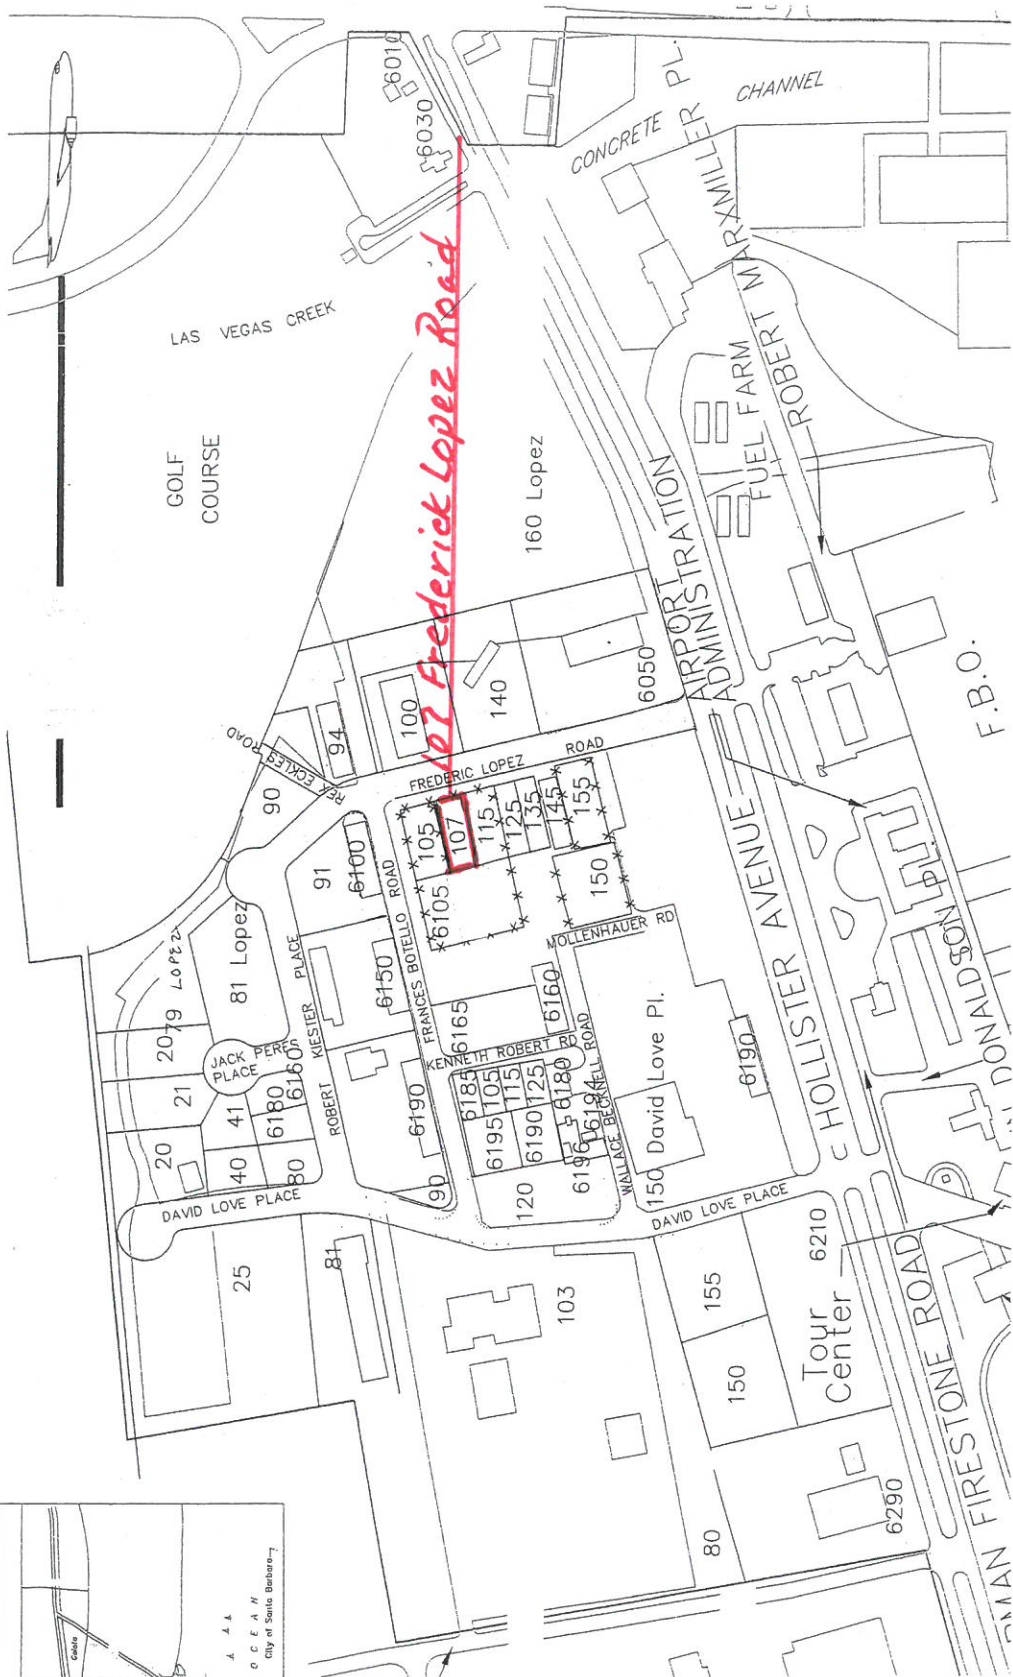 6010
6030
CONCRETE
CHANNEL
ROBERT MARXMILLER PL.
LAS VEGAS CREEK
GOLF
COURSE
107 Frederick Lopez Road
160 Lopez
FUEL FARM
AIRPORT
ADMINISTRATION
6050
F.B.O.
REX ECKLES ROAD
94
100
140
FREDERIC LOPEZ ROAD
90
91
6100
105
107
115
125
135
145
155
6105
150
MOLLENHAUER RD
FRANCES BOTELLO ROAD
HOLLISTER AVENUE
79 LOPEZ
81 Lopez
ROBERT KIESTER PLACE
6150
6165
6160
KENNETH ROBERT RD
WALLACE BECKNELL ROAD
150 David Love Pl.
6190
DONALDSON PL.
20
21
JACK PERES
PLACE
41
6180
6160
20
40
80
6190
6185
105
115
125
6180
6195
6190
6194
6196
90
120
DAVID LOVE PLACE
DAVID LOVE PLACE
25
81
103
155
6210
Tour
Center
150
80
6290
FIRESTONE ROAD
Goleta
OCEAN
City of Santa Barbara